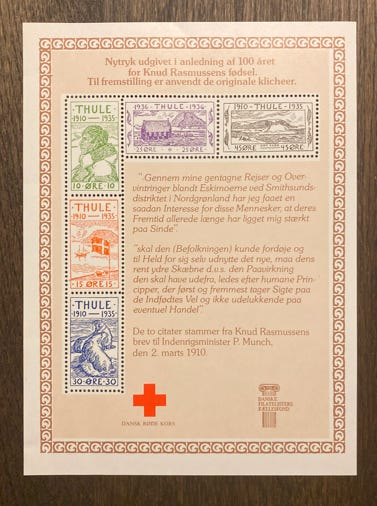 Nytryk udgivet i anledning af 100 året
for Knud Rasmussens fødsel.
Til fremstilling er anvendt de originale klicheer.
THULE
1910 1935
10 ØRE 10
1936 THULE 1936
25 ØRE 25 ØRE
1910 THULE 1935
45 ØRE 45 ØRE
THULE
1910 1935
15 ØRE 15
THULE
1910 1935
30 ØRE 30
"Gennem mine gentagne Rejser og Over-
vintringer blandt Eskimoerne ved Smithsunds-
distriktet i Nordgrønland har jeg faaet en
saadan Interesse for disse Mennesker, at deres
Fremtid allerede længe har ligget mig stærkt
paa Sinde".
"skal den (Befolkningen) kunde fordøje og
til Held for sig selv udnytte det nye, maa dens
rent ydre Skæbne d.v.s. den Paavirkning
den skal have udefra, ledes efter humane Prin-
cipper, der først og fremmest tager Sigte paa
de Indfødtes Vel og ikke udelukkende paa
eventuel Handel".
De to citater stammer fra Knud Rasmussens
brev til Indenrigsminister P. Munch,
den 2. marts 1910.
DANSK RØDE KORS
DANSKE
FILATELISTERS
FÆLLESFOND